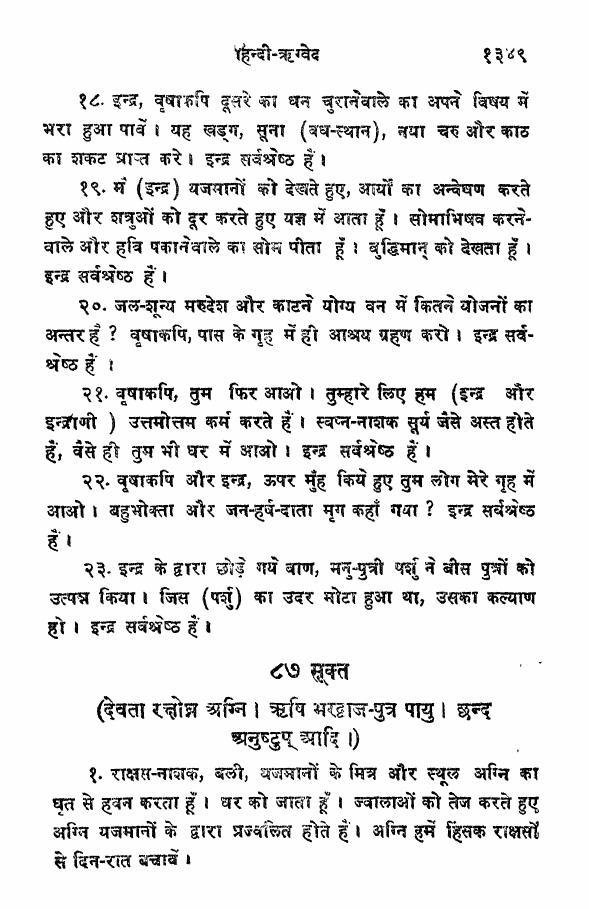 हिन्दी-ऋग्वेद १३४९
१८. इन्द्र, वृषाकपि दूसरे का धन चुरानेवाले का अपने विषय में
भरा हुआ पावें। यह खड्ग, सूना (वध-स्थान), नया चरु और काठ
का शकट प्राप्त करे। इन्द्र सर्वश्रेष्ठ हैं।
१९. मैं (इन्द्र) यजमानों को देखते हुए, आर्यों का अन्वेषण करते
हुए और शत्रुओं को दूर करते हुए यज्ञ में आता हूँ। सोमाभिषव करने-
वाले और हवि पकानेवाले का सोम पीता हूँ। बुद्धिमान् को देखता हूँ।
इन्द्र सर्वश्रेष्ठ हैं।
२०. जल-शून्य मरुदेश और काटने योग्य वन में कितने योजनों का
अन्तर है? वृषाकपि, पास के गृह में ही आश्रय ग्रहण करो। इन्द्र सर्व-
श्रेष्ठ हैं।
२१. वृषाकपि, तुम फिर आओ। तुम्हारे लिए हम (इन्द्र और
इन्द्राणी) उत्तमोत्तम कर्म करते हैं। स्वप्न-नाशक सूर्य जैसे अस्त होते
हैं, वैसे ही तुम भी घर में आओ। इन्द्र सर्वश्रेष्ठ हैं।
२२. वृषाकपि और इन्द्र, ऊपर मुँह किये हुए तुम लोग मेरे गृह में
आओ। बहुभोक्ता और जन-हर्ष-दाता मृग कहाँ गया? इन्द्र सर्वश्रेष्ठ
हैं।
२३. इन्द्र के द्वारा छोड़े गये बाण, मनु-पुत्री पर्शु ने बीस पुत्रों को
उत्पन्न किया। जिस (पर्शु) का उदर मोटा हुआ था, उसका कल्याण
हो। इन्द्र सर्वश्रेष्ठ हैं।
८७ सूक्त
(देवता रक्षोघ्न अग्नि। ऋषि भरद्वाज-पुत्र पायु। छन्द
अनुष्टुप् आदि।)
१. राक्षस-नाशक, बली, यजमानों के मित्र और स्थूल अग्नि का
घृत से हवन करता हूँ। घर को जाता हूँ। ज्वालाओं को तेज करते हुए
अग्नि यजमानों के द्वारा प्रज्वलित होते हैं। अग्नि हमें हिंसक राक्षसों
से दिन-रात बचावें।